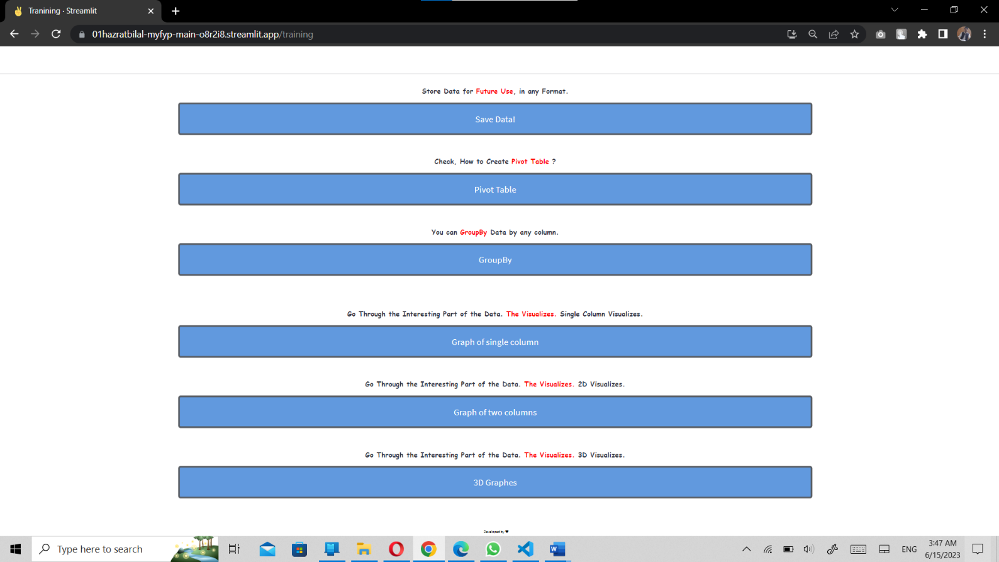 Tranining · Streamlit
01hazratbilal-myfyp-main-o8r2i8.streamlit.app/training
Store Data for Future Use, in any Format.
Save Data!
Check, How to Create Pivot Table ?
Pivot Table
You can GroupBy Data by any column.
GroupBy
Go Through the Interesting Part of the Data. The Visualizes. Single Column Visualizes.
Graph of single column
Go Through the Interesting Part of the Data. The Visualizes. 2D Visualizes.
Graph of two columns
Go Through the Interesting Part of the Data. The Visualizes. 3D Visualizes.
3D Graphes
Developed by
Type here to search
ENG
3:47 AM
6/15/2023